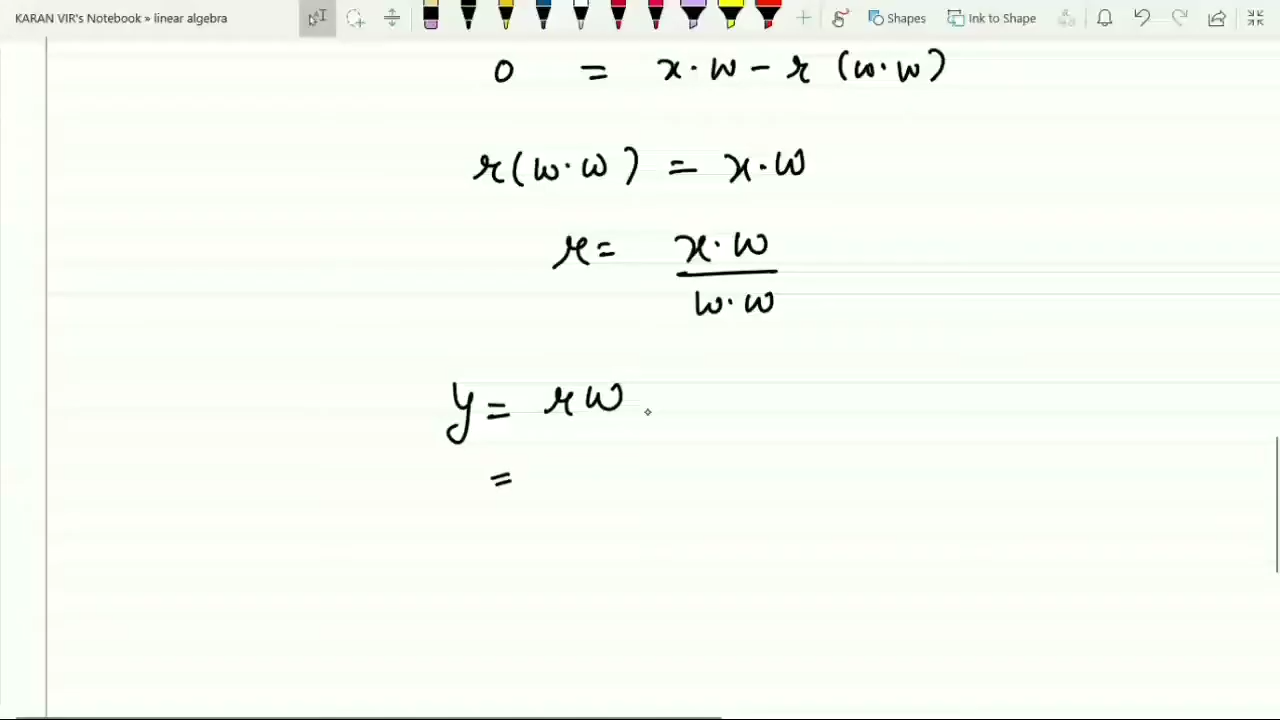 KARAN VIR's Notebook » linear algebra
Shapes
Ink to Shape
0 = x · w − r (w · w)
r (w · w) = x · w
r = x · w / w · w
y = r w
=